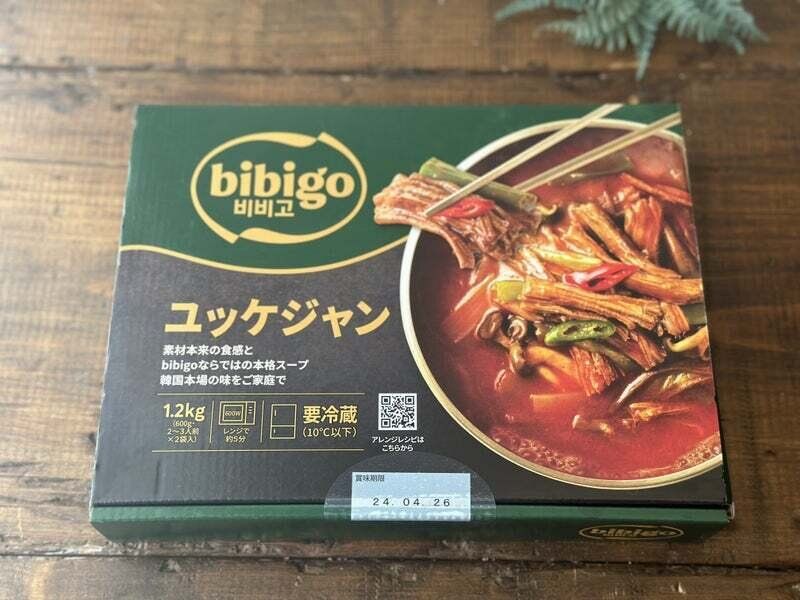 bibigo
비비고
ユッケジャン
素材本来の食感と
bibigoならではの本格スープ
韓国本場の味をご家庭で
1.2kg
(600g・
2〜3人前
×2袋入)
600W
レンジで
約5分
要冷蔵
(10℃以下)
アレンジレシピは
こちらから
賞味期限
24. 04. 26
bibigo